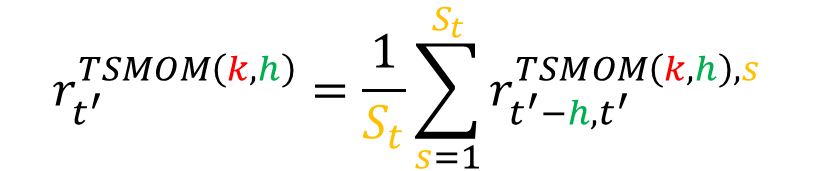 r_{t'}^{TSMOM(k,h)} = \frac{1}{S_t} \sum_{s=1}^{S_t} r_{t'-h,t'}^{TSMOM(k,h),s}